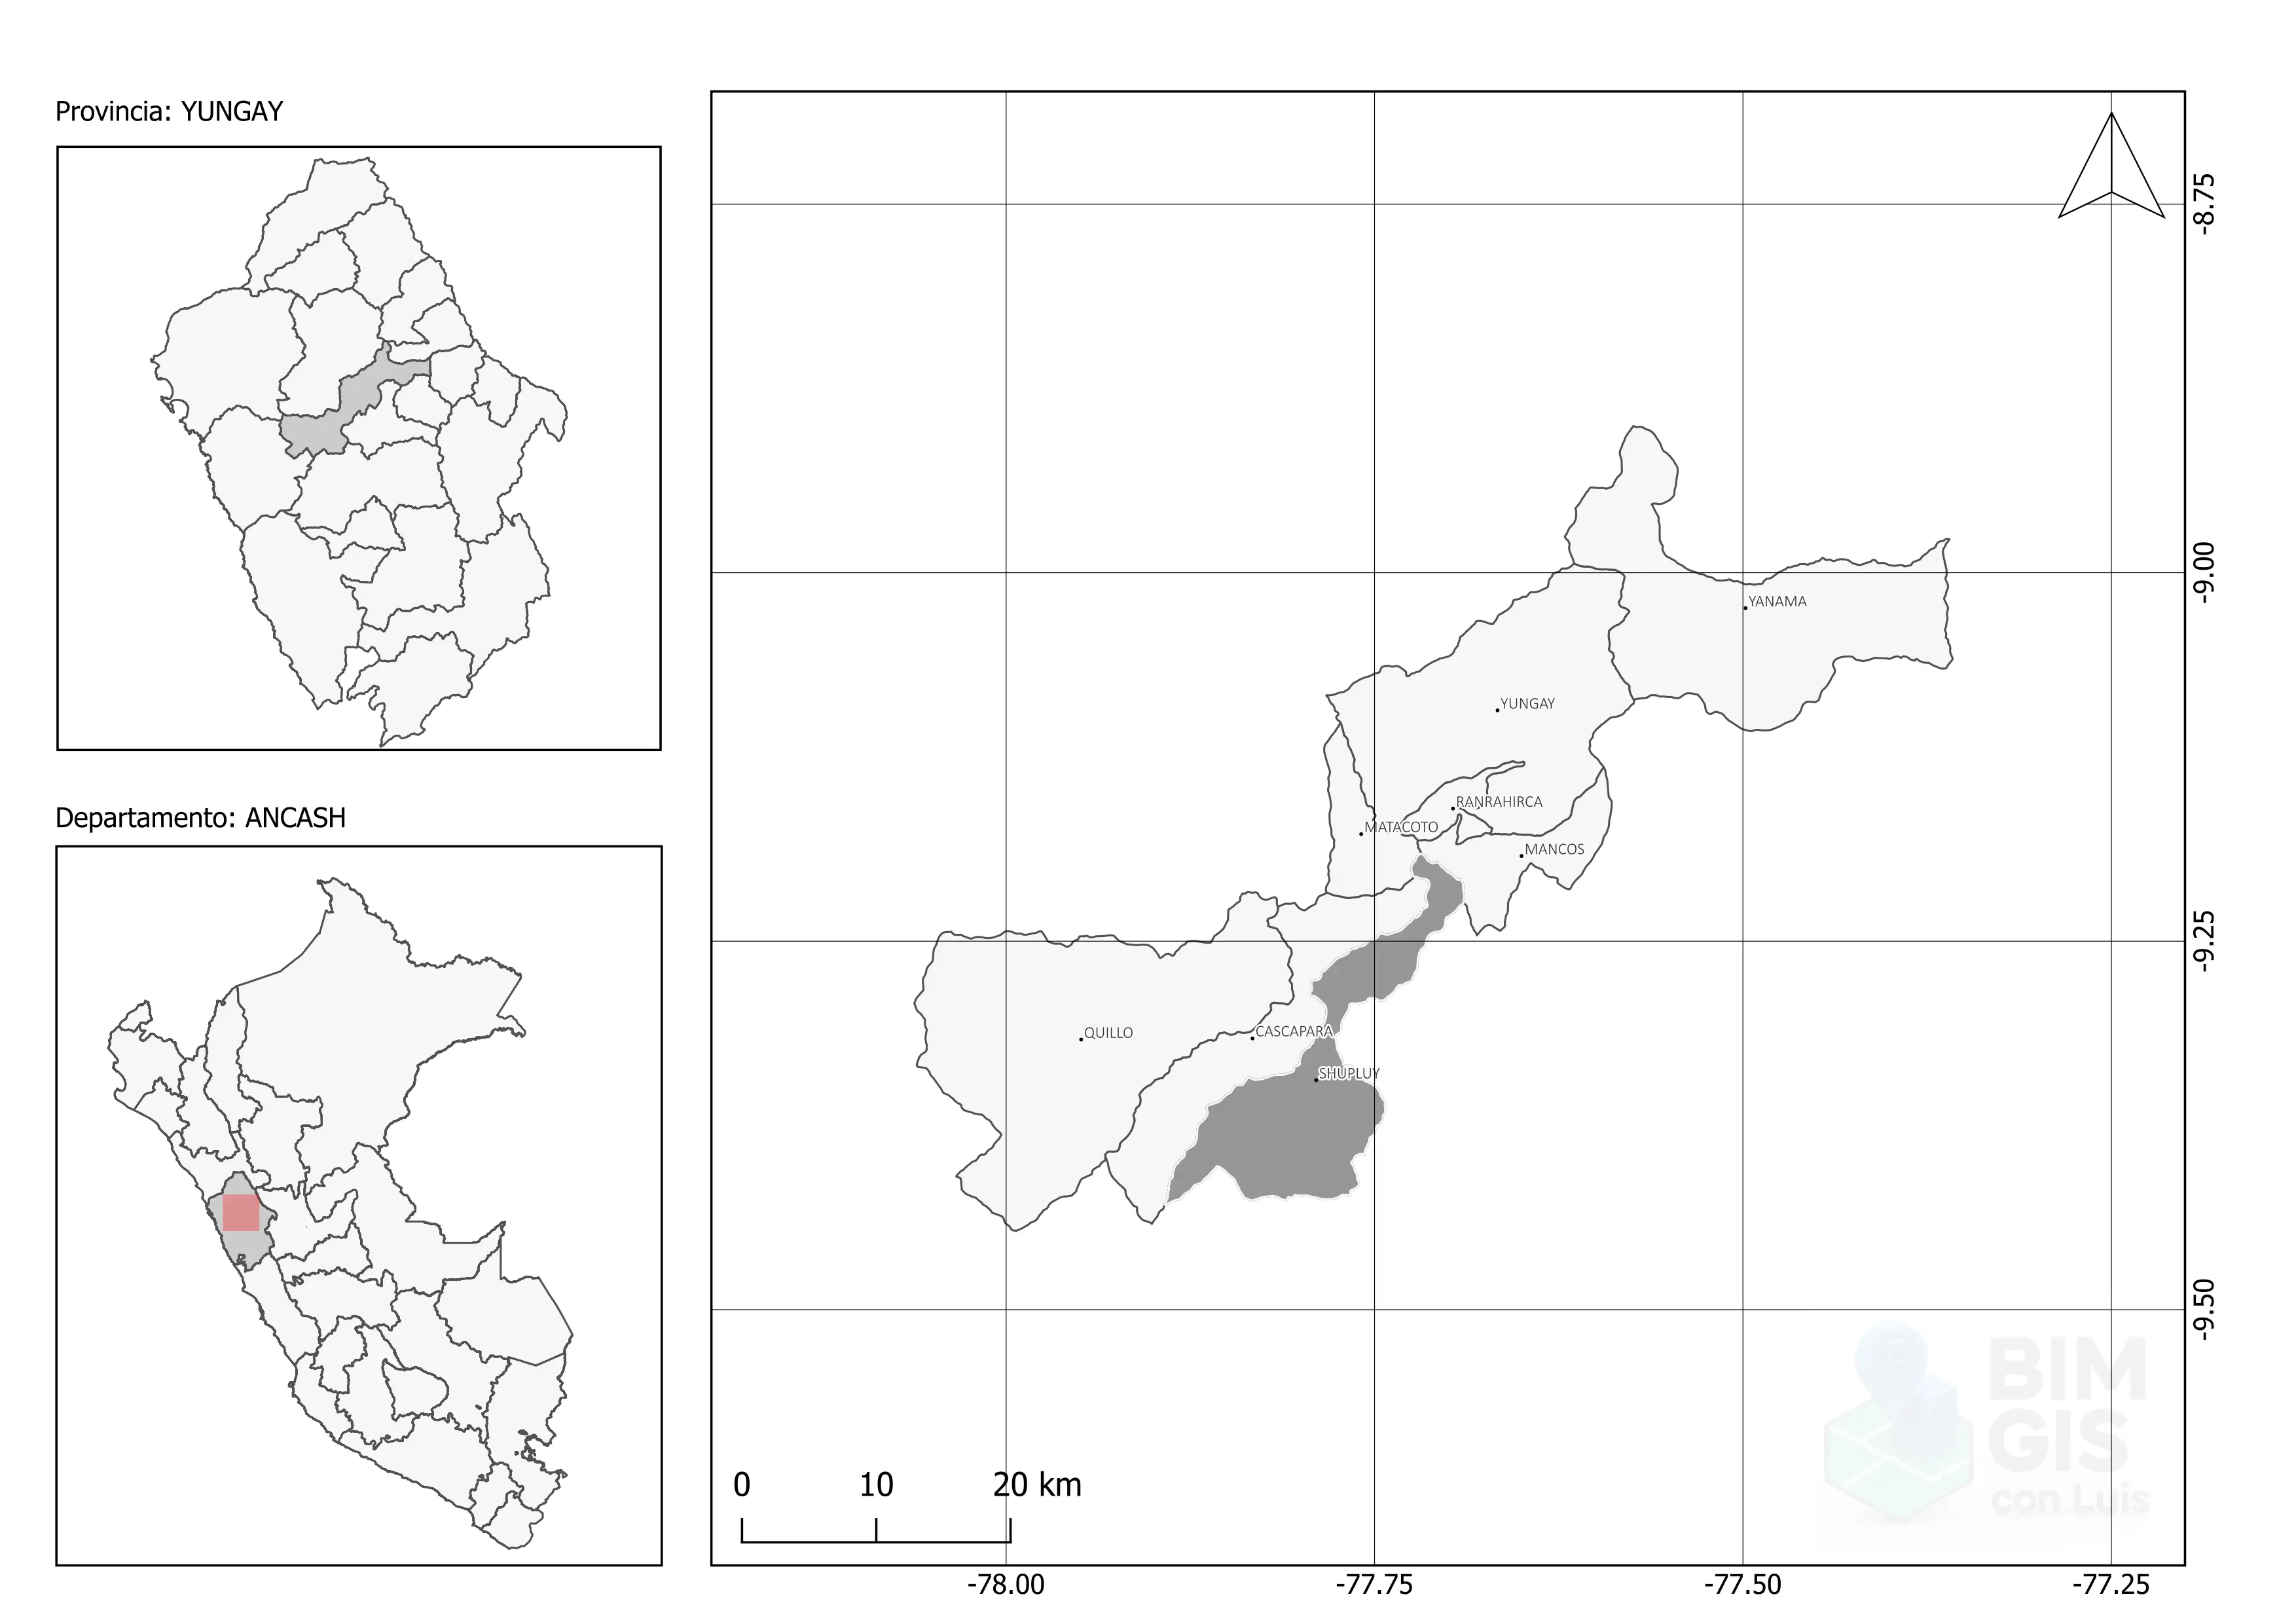 Provincia: YUNGAY
Departamento: ANCASH
YANAMA
YUNGAY
RANRAHIRCA
MATACOTO
MANCOS
QUILLO
CASCAPARA
SHUPLUY
-8.75
-9.00
-9.25
-9.50
0 10 20 km
-78.00 -77.75 -77.50 -77.25
BIM
GIS
con Luis